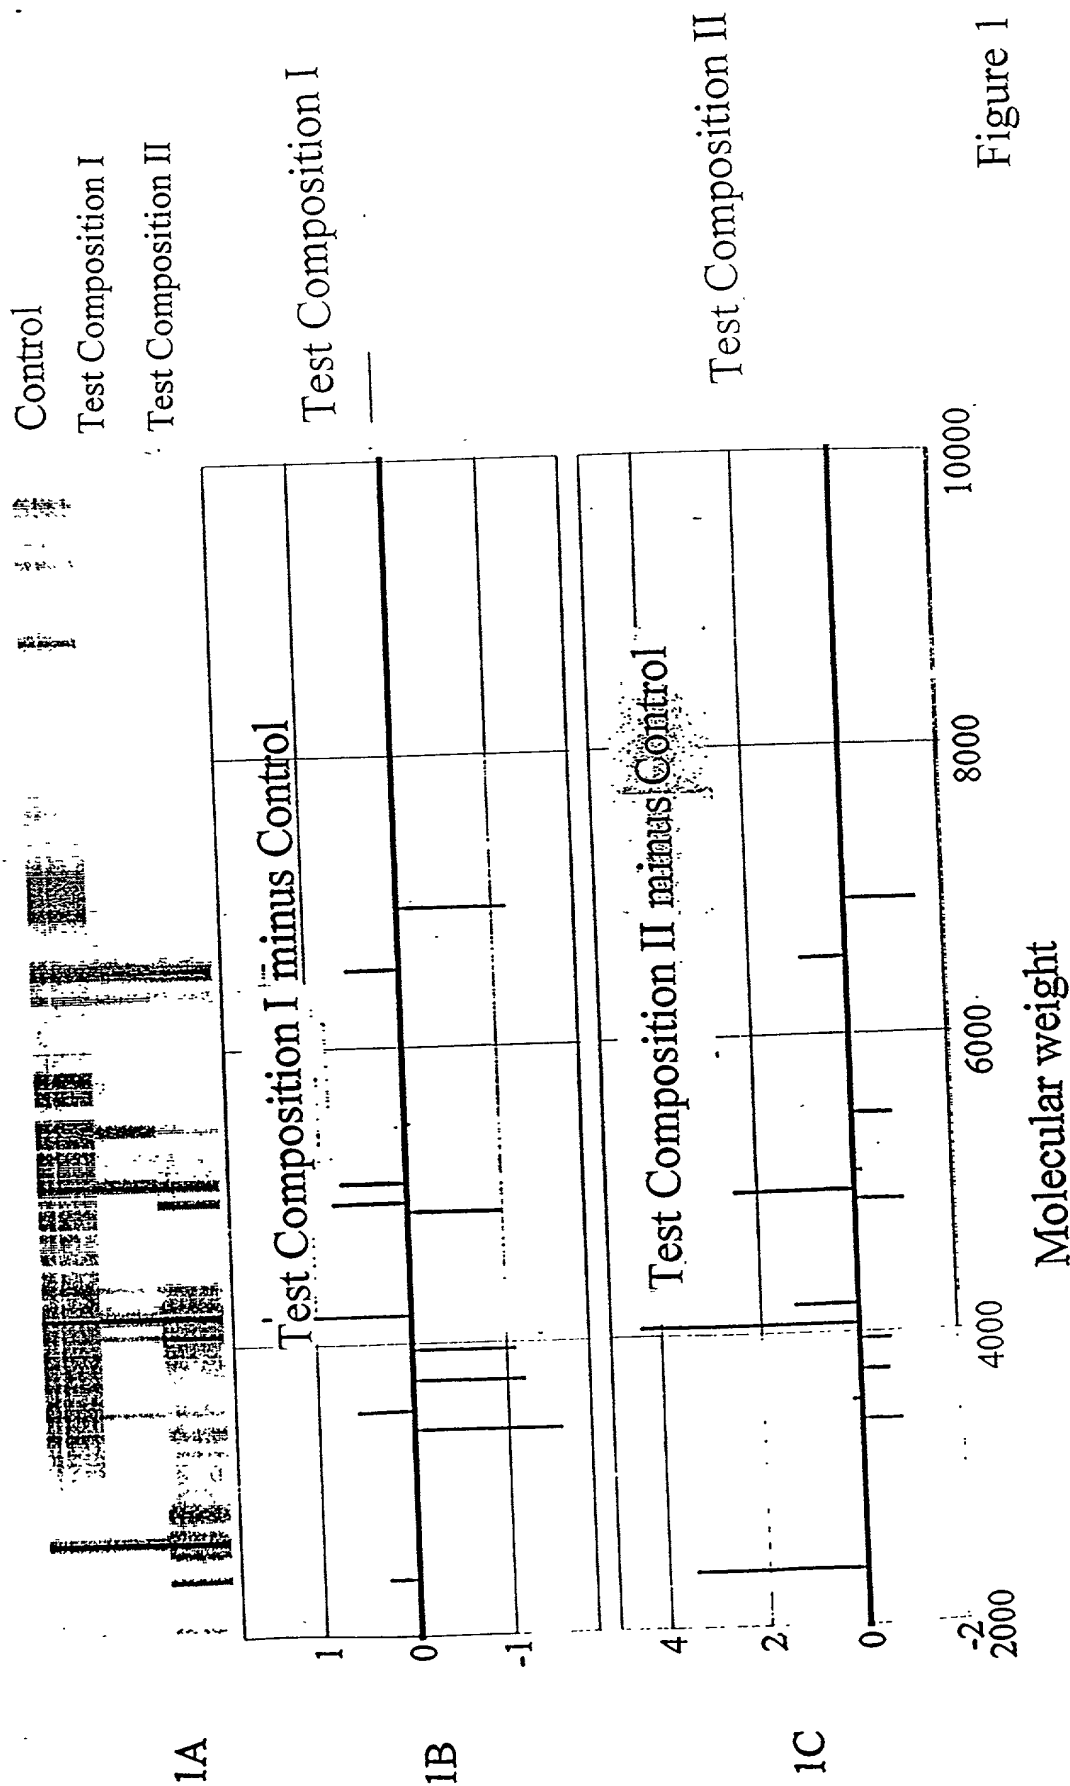 Control
Test Composition I
Test Composition II
1A
Test Composition I minus Control
Test Composition I
1
0
-1
1B
Test Composition II minus Control
Test Composition II
4
2
0
-2
1C
2000
4000
6000
8000
10000
Molecular weight
Figure 1